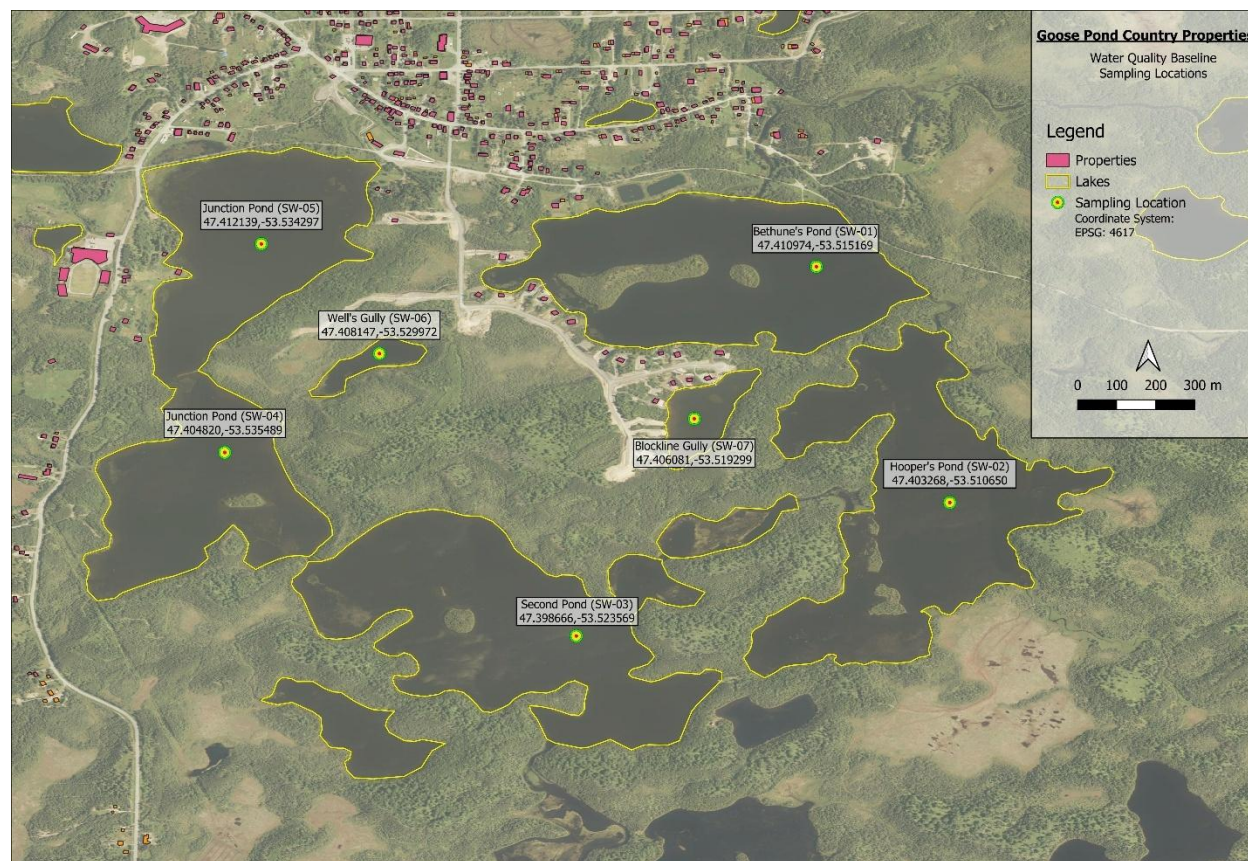 Goose Pond Country Properties
Water Quality Baseline
Sampling Locations
Legend
Properties
Lakes
Sampling Location
Coordinate System:
EPSG: 4617
0 100 200 300 m
Junction Pond (SW-05)
47.412139,-53.534297
Bethune's Pond (SW-01)
47.410974,-53.515169
Well's Gully (SW-06)
47.408147,-53.529972
Junction Pond (SW-04)
47.404820,-53.535489
Blockline Gully (SW-07)
47.406081,-53.519299
Hooper's Pond (SW-02)
47.403268,-53.510650
Second Pond (SW-03)
47.398666,-53.523569